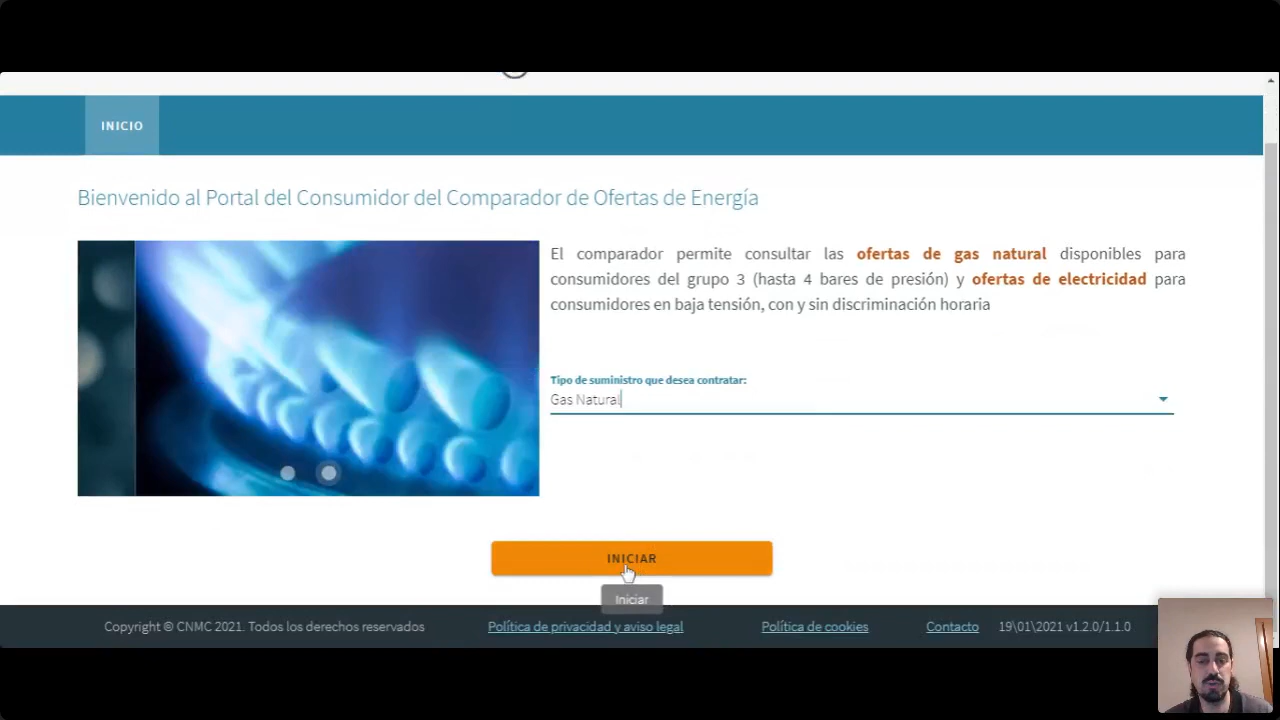 INICIO
Bienvenido al Portal del Consumidor del Comparador de Ofertas de Energía
El comparador permite consultar las ofertas de gas natural disponibles para
consumidores del grupo 3 (hasta 4 bares de presión) y ofertas de electricidad para
consumidores en baja tensión, con y sin discriminación horaria
Tipo de suministro que desea contratar:
Gas Natural
INICIAR
Iniciar
Copyright © CNMC 2021. Todos los derechos reservados Política de privacidad y aviso legal Política de cookies Contacto 19\01\2021 v1.2.0/1.1.0